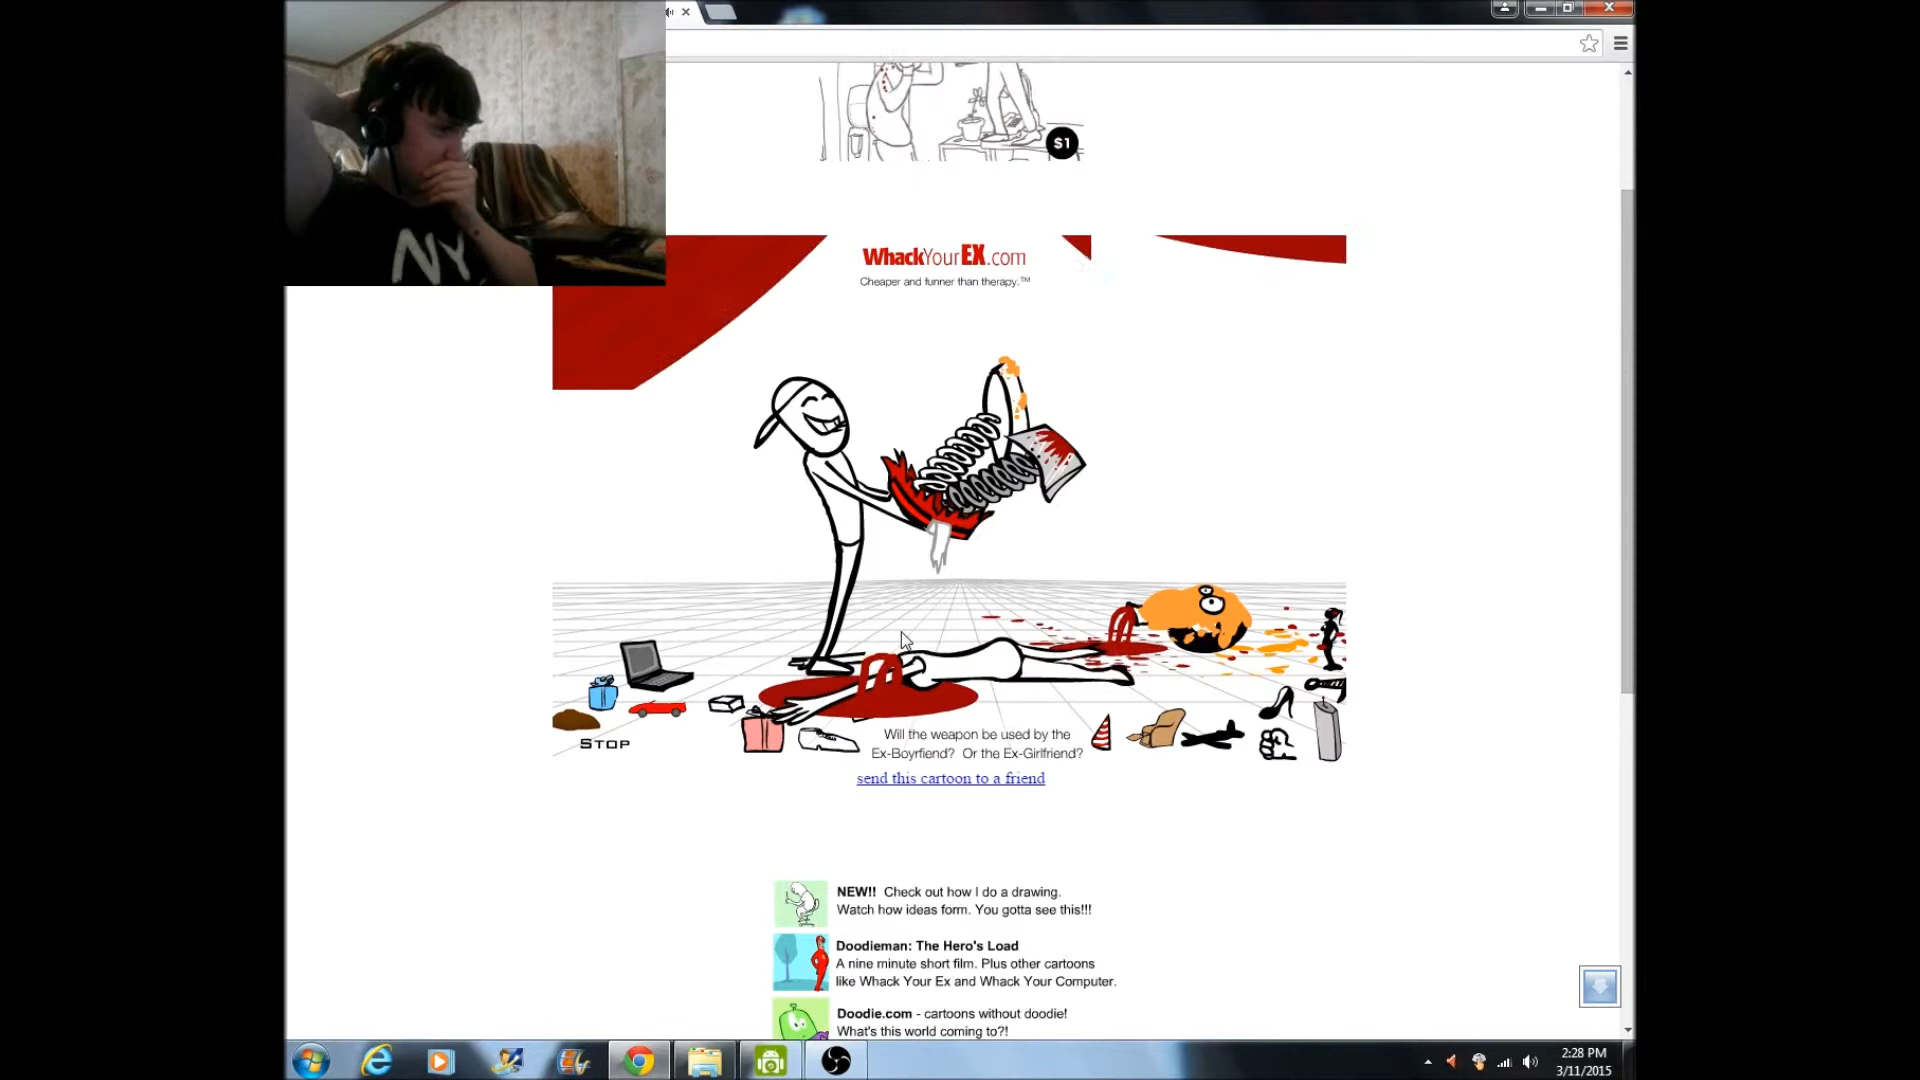 $1
NY
WhackYourEX.com
Cheaper and funner than therapy.™
STOP
Will the weapon be used by the
Ex-Boyrfiend? Or the Ex-Girlfriend?
send this cartoon to a friend
NEW!! Check out how I do a drawing.
Watch how ideas form. You gotta see this!!!
Doodieman: The Hero's Load
A nine minute short film. Plus other cartoons
like Whack Your Ex and Whack Your Computer.
Doodie.com - cartoons without doodie!
What's this world coming to?!
2:28 PM
3/11/2015